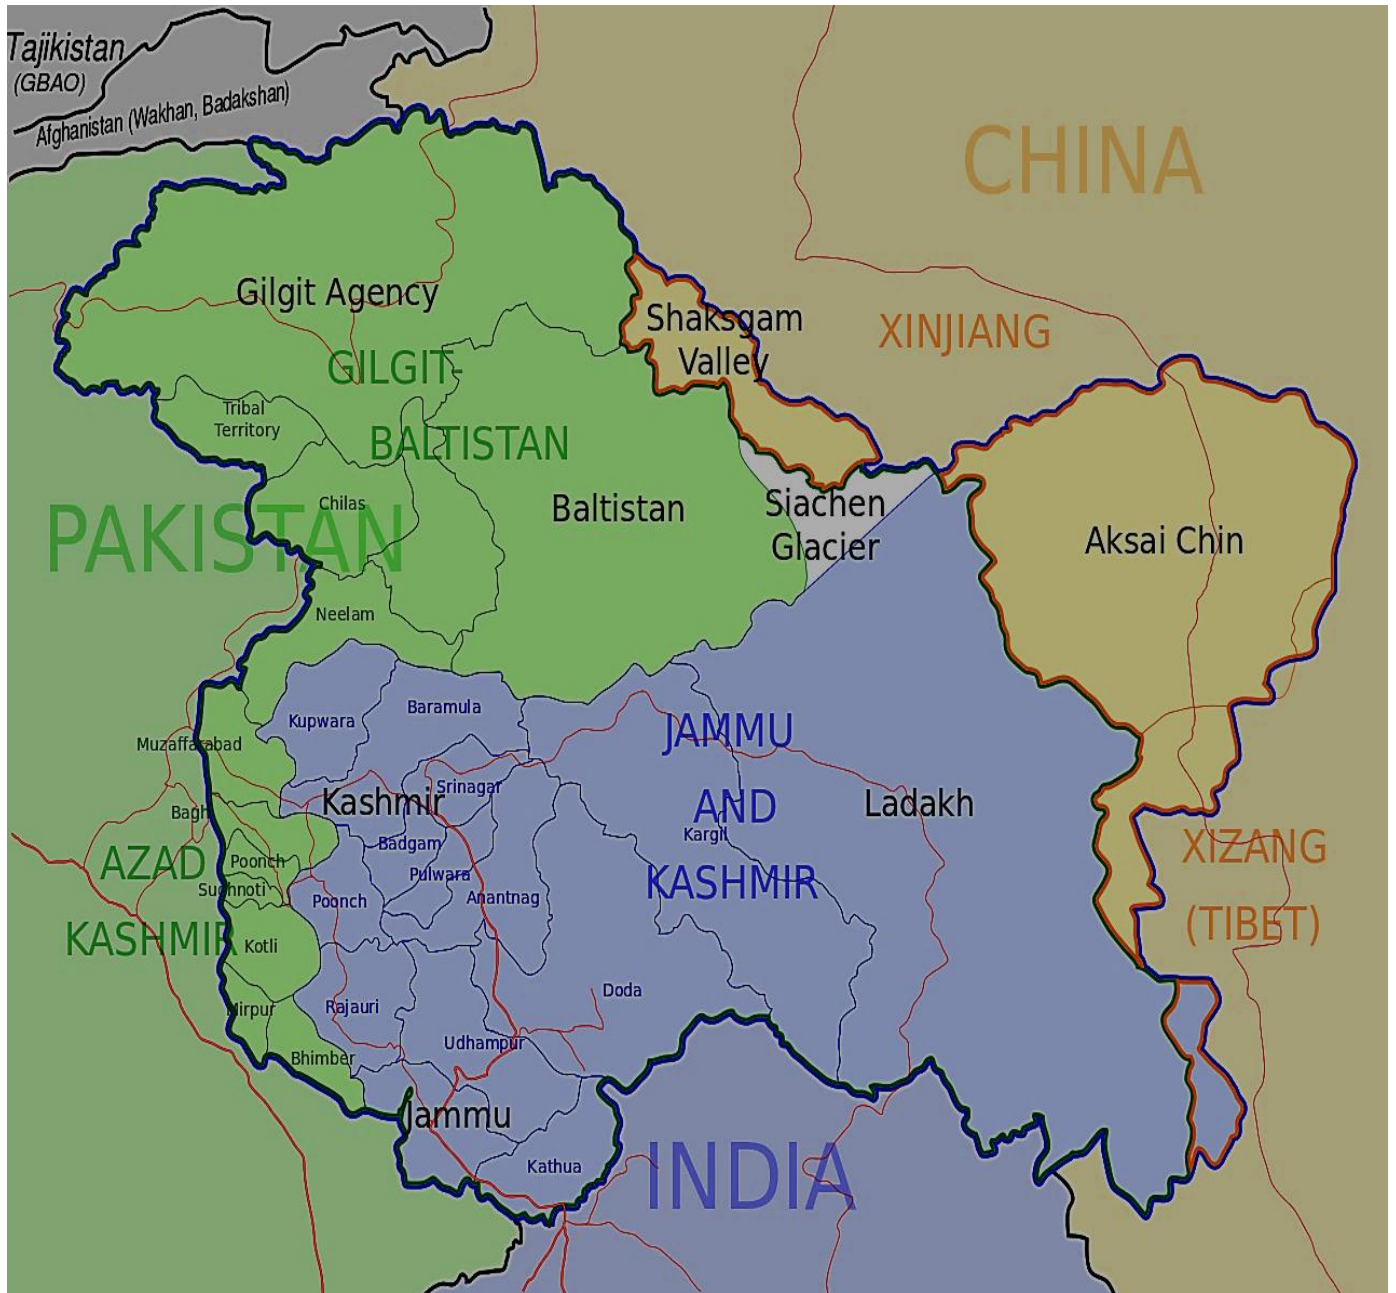 Tajikistan
(GBAO)
Afghanistan (Wakhan, Badakshan)
CHINA
Gilgit Agency
Shaksgam
Valley
XINJIANG
GILGIT-
BALTISTAN
Tribal
Territory
Chilas
PAKISTAN
Baltistan
Siachen
Glacier
Aksai Chin
Neelam
Kupwara
Baramula
JAMMU
AND
KASHMIR
Muzaffarabad
Srinagar
Kashmir
Ladakh
Kargil
Bagh
Badgam
AZAD
KASHMIR
Poonch
Pulwara
XIZANG
(TIBET)
Sudhnoti
Poonch
Anantnag
Kotli
Mirpur
Rajauri
Doda
Bhimber
Udhampur
Jammu
Kathua
INDIA